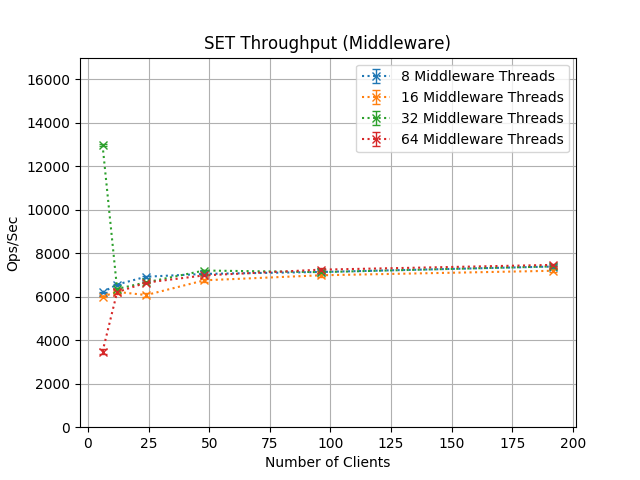 SET Throughput (Middleware)
8 Middleware Threads
16 Middleware Threads
32 Middleware Threads
64 Middleware Threads
16000
14000
12000
10000
8000
6000
4000
2000
0
Ops/Sec
0 25 50 75 100 125 150 175 200
Number of Clients